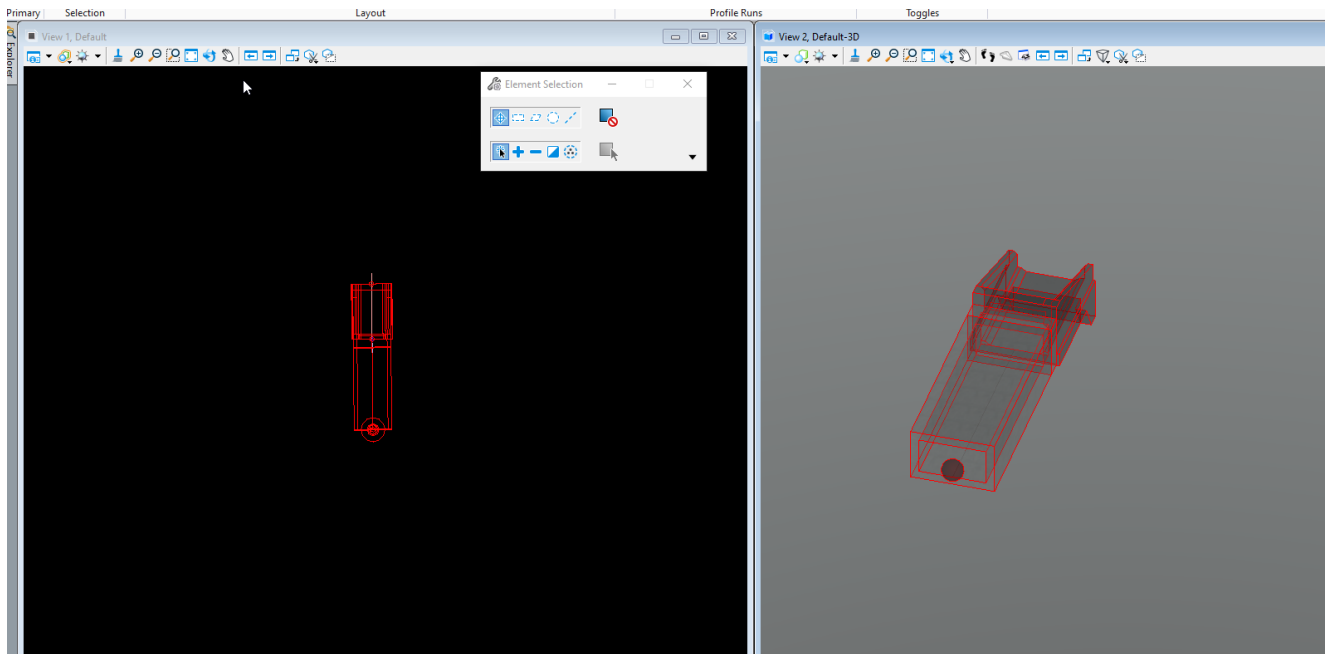 Primary Selection Layout Profile Runs Toggles
Explorer
View 1, Default
View 2, Default-3D
Element Selection